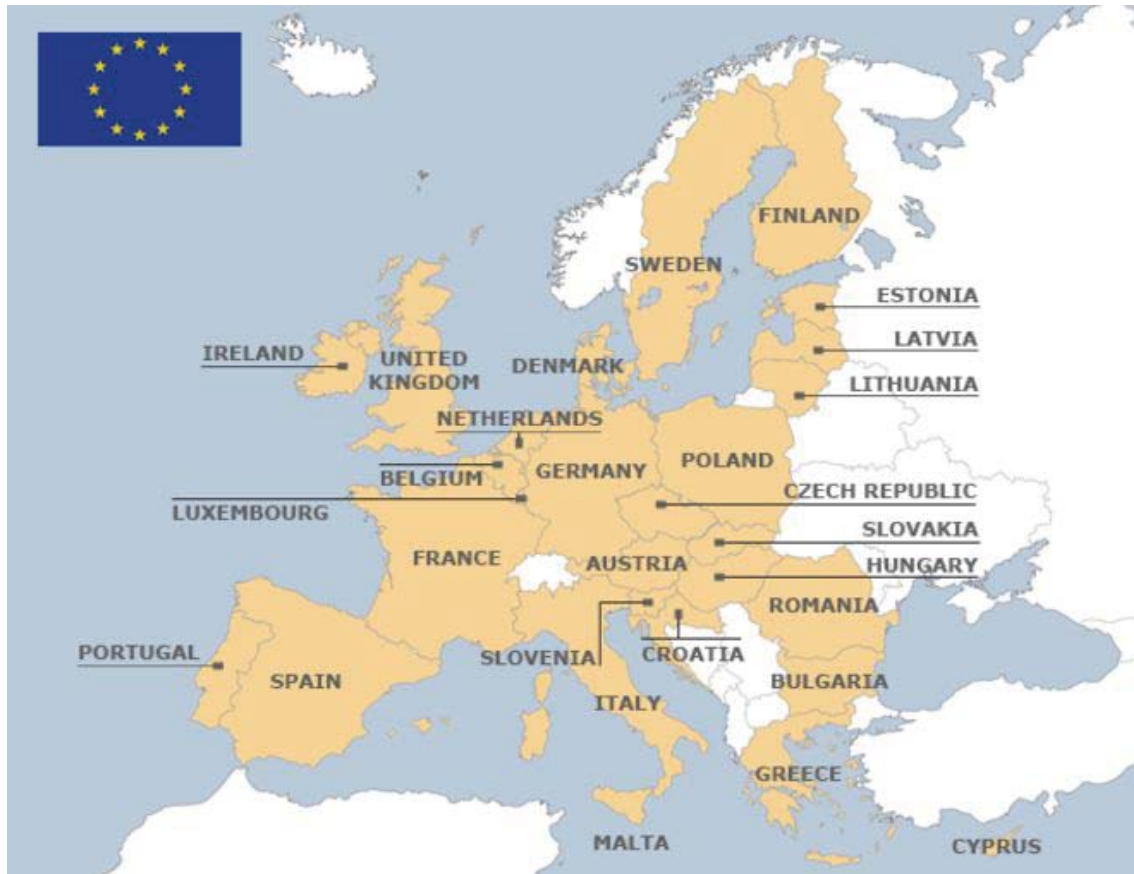 FINLAND
SWEDEN
ESTONIA
LATVIA
LITHUANIA
IRELAND
UNITED
KINGDOM
DENMARK
NETHERLANDS
BELGIUM
GERMANY
POLAND
LUXEMBOURG
CZECH REPUBLIC
SLOVAKIA
FRANCE
AUSTRIA
HUNGARY
ROMANIA
PORTUGAL
SPAIN
SLOVENIA
CROATIA
ITALY
BULGARIA
GREECE
MALTA
CYPRUS